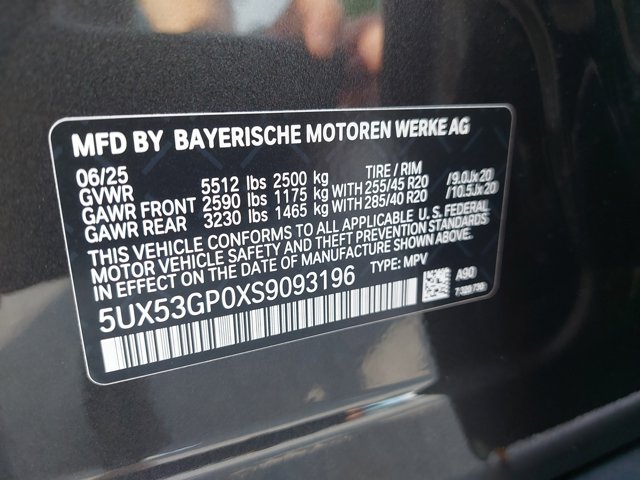 MFD BY BAYERISCHE MOTOREN WERKE AG
06/25 TIRE / RIM
GVWR 5512 lbs 2500 kg
GAWR FRONT 2590 lbs 1175 kg WITH 255/45 R20 /9.0Jx20
GAWR REAR 3230 lbs 1465 kg WITH 285/40 R20 /10.5Jx20
THIS VEHICLE CONFORMS TO ALL APPLICABLE U.S. FEDERAL
MOTOR VEHICLE SAFETY AND THEFT PREVENTION STANDARDS
IN EFFECT ON THE DATE OF MANUFACTURE SHOWN ABOVE.
5UX53GP0XS9093196 TYPE: MPV
A90